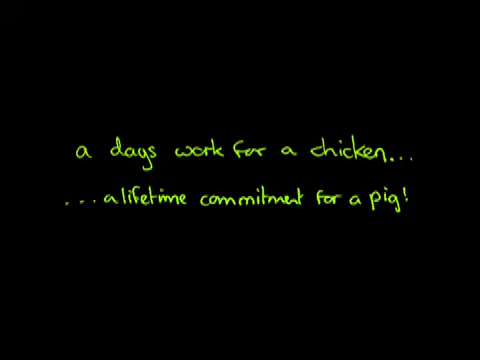 a days work for a chicken...
...a lifetime commitment for a pig!